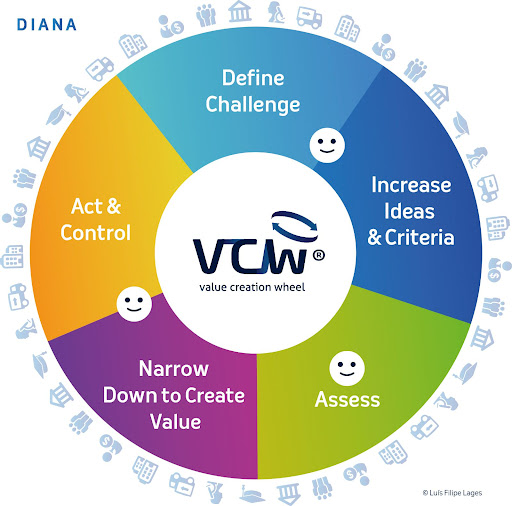 DIANA
Define
Challenge
Increase
Ideas
& Criteria
Assess
Narrow
Down to Create
Value
Act &
Control
VCW®
value creation wheel
© Luís Filipe Lages